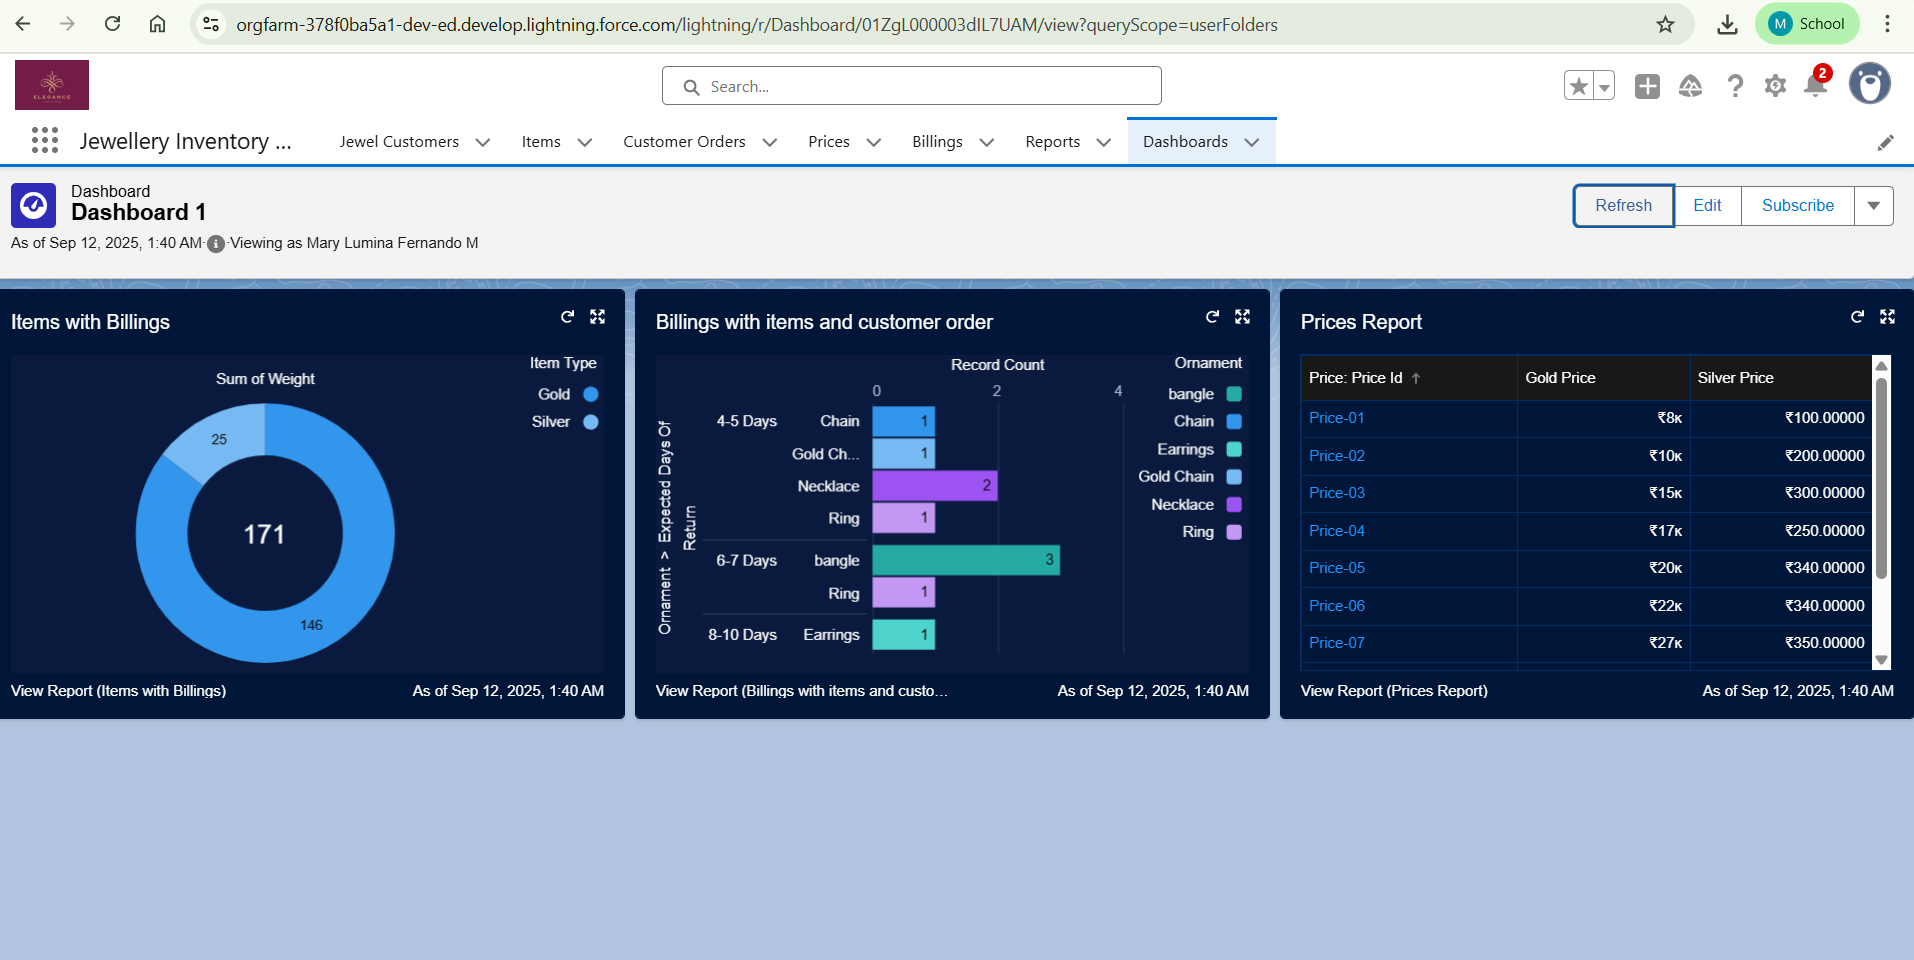 orgfarm-378f0ba5a1-dev-ed.develop.lightning.force.com/lightning/r/Dashboard/01ZgL000003dIL7UAM/view?queryScope=userFolders
M School
ELEGANCE
Search...
2
Jewellery Inventory ...
Jewel Customers
Items
Customer Orders
Prices
Billings
Reports
Dashboards
Dashboard
Dashboard 1
As of Sep 12, 2025, 1:40 AM·Viewing as Mary Lumina Fernando M
Refresh
Edit
Subscribe
Items with Billings
Item Type
Sum of Weight
Gold
Silver
25
171
146
View Report (Items with Billings)
As of Sep 12, 2025, 1:40 AM
Billings with items and customer order
Record Count
Ornament
0 2 4
bangle
Chain
Earrings
Gold Chain
Necklace
Ring
Ornament > Expected Days Of
Return
4-5 Days Chain 1
Gold Ch... 1
Necklace 2
Ring 1
6-7 Days bangle 3
Ring 1
8-10 Days Earrings 1
View Report (Billings with items and custo...
As of Sep 12, 2025, 1:40 AM
Prices Report
Price: Price Id ↑ Gold Price Silver Price
Price-01 ₹8K ₹100.00000
Price-02 ₹10K ₹200.00000
Price-03 ₹15K ₹300.00000
Price-04 ₹17K ₹250.00000
Price-05 ₹20K ₹340.00000
Price-06 ₹22K ₹340.00000
Price-07 ₹27K ₹350.00000
View Report (Prices Report)
As of Sep 12, 2025, 1:40 AM